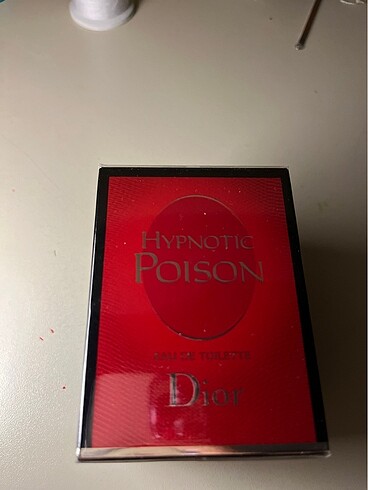 HYPNOTIC
POISON
EAU DE TOILETTE
Dior